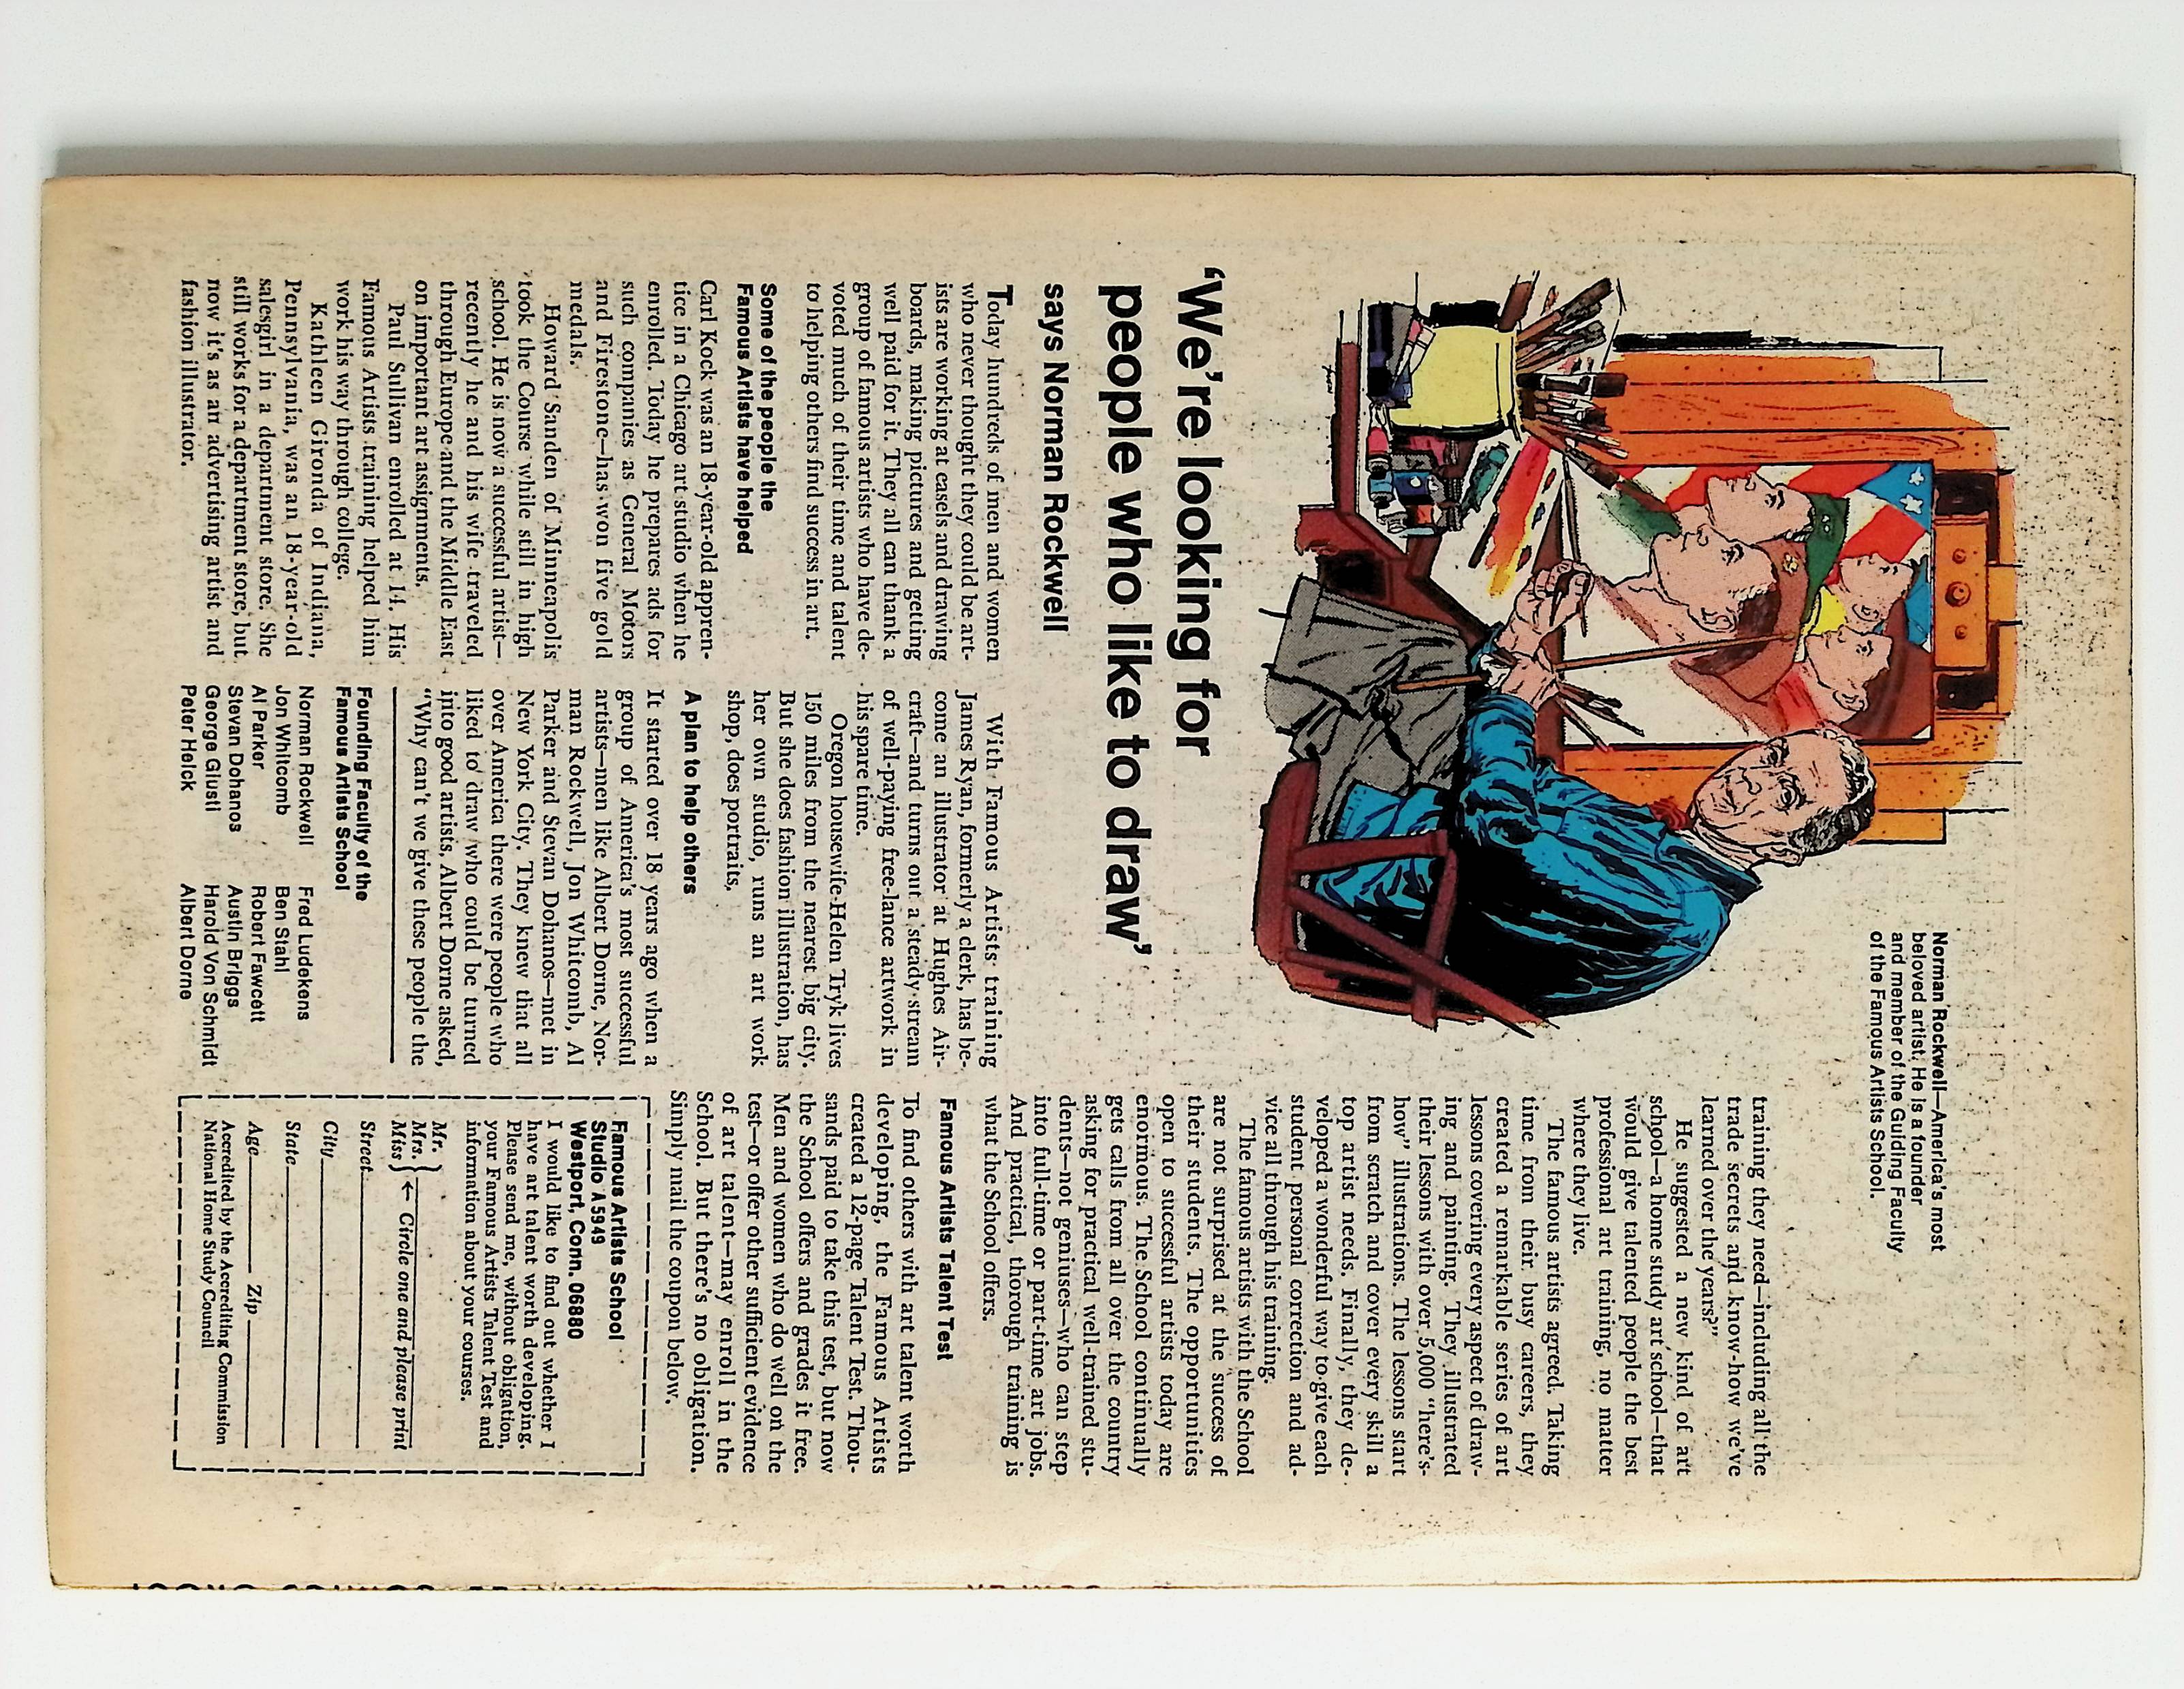 Norman Rockwell—America's most
beloved artist. He is a founder
and member of the Guiding Faculty
of the Famous Artists School.
‘We're looking for
people who like to draw’
says Norman Rockwell
Today hundreds of men and women
who never thought they could be art-
ists are working at easels and drawing
boards, making pictures and getting
well paid for it. They all can thank a
group of famous artists who have de-
voted much of their time and talent
to helping others find success in art.
Some of the people the
Famous Artists have helped
Carl Kock was an 18-year-old appren-
tice in a Chicago art studio when he
enrolled. Today he prepares ads for
such companies as General Motors
and Firestone—has won five gold
medals.
Howard Sanden of Minneapolis
took the Course while still in high
school. He is now a successful artist—
recently he and his wife traveled
through Europe and the Middle East
on important art assignments.
Paul Sullivan enrolled at 14. His
Famous Artists training helped him
work his way through college.
Kathleen Gironda of Indiana,
Pennsylvania, was an 18-year-old
salesgirl in a department store. She
still works for a department store, but
now it's as an advertising artist and
fashion illustrator.
With Famous Artists training
James Ryan, formerly a clerk, has be-
come an illustrator at Hughes Air-
craft—and turns out a steady stream
of well-paying free-lance artwork in
his spare time.
Oregon housewife Helen Tryk lives
150 miles from the nearest big city.
But she does fashion illustration, has
her own studio, runs an art work
shop, does portraits.
A plan to help others
It started over 18 years ago when a
group of America's most successful
artists—men like Albert Dorne, Nor-
man Rockwell, Jon Whitcomb, Al
Parker and Stevan Dohanos—met in
New York City. They knew that all
over America there were people who
liked to draw who could be turned
into good artists. Albert Dorne asked,
“Why can't we give these people the
Founding Faculty of the
Famous Artists School
Norman Rockwell
Jon Whitcomb
Al Parker
Stevan Dohanos
George Giusti
Peter Helck
Fred Ludekens
Ben Stahl
Robert Fawcett
Austin Briggs
Harold Von Schmidt
Albert Dorne
training they need—including all the
trade secrets and know-how we've
learned over the years?”
He suggested a new kind of art
school—a home study art school—that
would give talented people the best
professional art training, no matter
where they live.
The famous artists agreed. Taking
time from their busy careers, they
created a remarkable series of art
lessons covering every aspect of draw-
ing and painting. They illustrated
their lessons with over 5,000 “here's-
how” illustrations. The lessons start
from scratch and cover every skill a
top artist needs. Finally, they de-
veloped a wonderful way to give each
student personal correction and ad-
vice all through his training.
The famous artists with the School
are not surprised at the success of
their students. The opportunities
open to successful artists today are
enormous. The School continually
gets calls from all over the country
asking for practical well-trained stu-
dents—not geniuses—who can step
into full-time or part-time art jobs.
And practical, thorough training is
what the School offers.
Famous Artists Talent Test
To find others with art talent worth
developing, the Famous Artists
created a 12-page Talent Test. Thou-
sands paid to take this test, but now
the School offers and grades it free.
Men and women who do well on the
test—or offer other sufficient evidence
of art talent—may enroll in the
School. But there's no obligation.
Simply mail the coupon below.
Famous Artists School
Studio A 5949
Westport, Conn. 06880
I would like to find out whether I
have art talent worth developing.
Please send me, without obligation,
your Famous Artists Talent Test and
information about your courses.
Mr.
Mrs.
Miss ← Circle one and please print
Street
City
State
Age Zip
Accredited by the Accrediting Commission
National Home Study Council